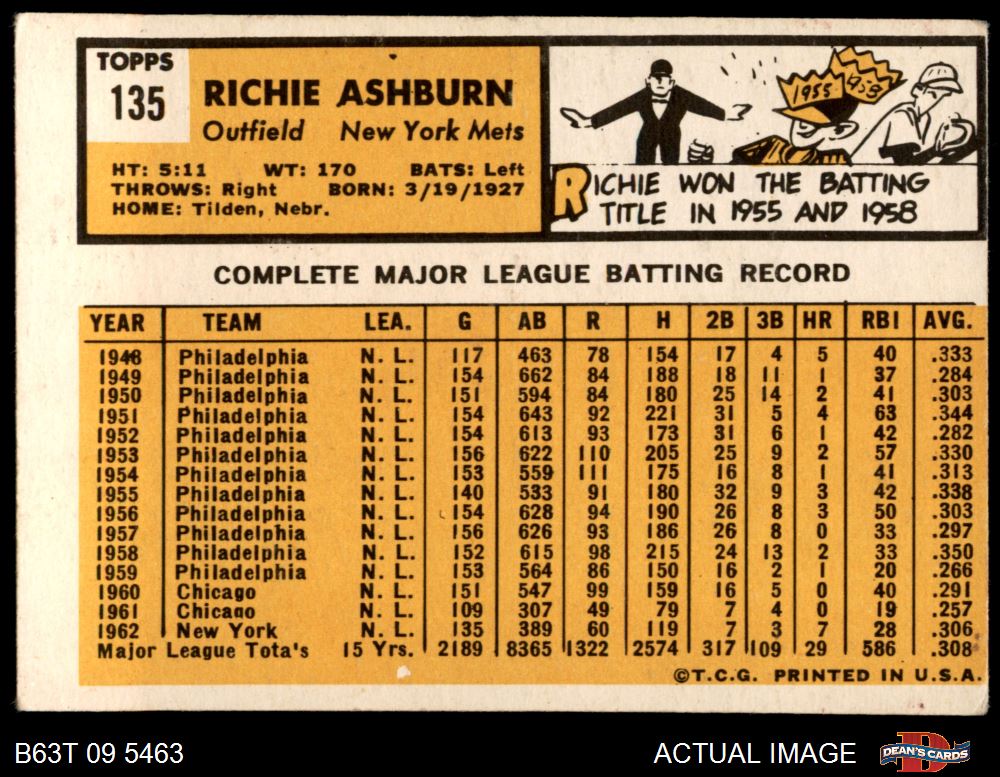 TOPPS
135
RICHIE ASHBURN
Outfield New York Mets
HT: 5:11 WT: 170 BATS: Left
THROWS: Right BORN: 3/19/1927
HOME: Tilden, Nebr.
1955 1958
RICHIE WON THE BATTING
TITLE IN 1955 AND 1958
COMPLETE MAJOR LEAGUE BATTING RECORD
YEAR TEAM LEA. G AB R H 2B 3B HR RBI AVG.
1948 Philadelphia N. L. 117 463 78 154 17 4 5 40 .333
1949 Philadelphia N. L. 154 662 84 188 18 11 1 37 .284
1950 Philadelphia N. L. 151 594 84 180 25 14 2 41 .303
1951 Philadelphia N. L. 154 643 92 221 31 5 4 63 .344
1952 Philadelphia N. L. 154 613 93 173 31 6 1 42 .282
1953 Philadelphia N. L. 156 622 110 205 25 9 2 57 .330
1954 Philadelphia N. L. 153 559 111 175 16 8 1 41 .313
1955 Philadelphia N. L. 140 533 91 180 32 9 3 42 .338
1956 Philadelphia N. L. 154 628 94 190 26 8 3 50 .303
1957 Philadelphia N. L. 156 626 93 186 26 8 0 33 .297
1958 Philadelphia N. L. 152 615 98 215 24 13 2 33 .350
1959 Philadelphia N. L. 153 564 86 150 16 2 1 20 .266
1960 Chicago N. L. 151 547 99 159 16 5 0 40 .291
1961 Chicago N. L. 109 307 49 79 7 4 0 19 .257
1962 New York N. L. 135 389 60 119 7 3 7 28 .306
Major League Tota's 15 Yrs. 2189 8365 1322 2574 317 109 29 586 .308
©T.C.G. PRINTED IN U.S.A.
B63T 09 5463 ACTUAL IMAGE DEAN'S CARDS